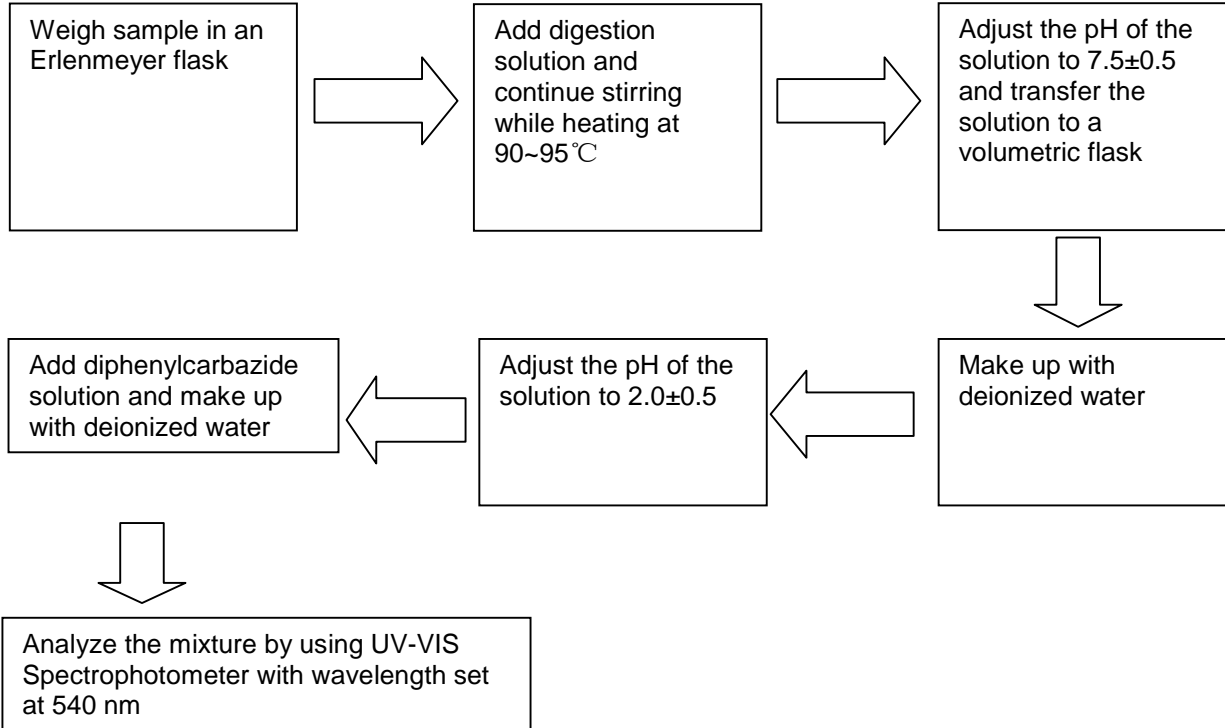 Weigh sample in an
Erlenmeyer flask
Add digestion
solution and
continue stirring
while heating at
90~95℃
Adjust the pH of the
solution to 7.5±0.5
and transfer the
solution to a
volumetric flask
Make up with
deionized water
Adjust the pH of the
solution to 2.0±0.5
Add diphenylcarbazide
solution and make up
with deionized water
Analyze the mixture by using UV-VIS
Spectrophotometer with wavelength set
at 540 nm